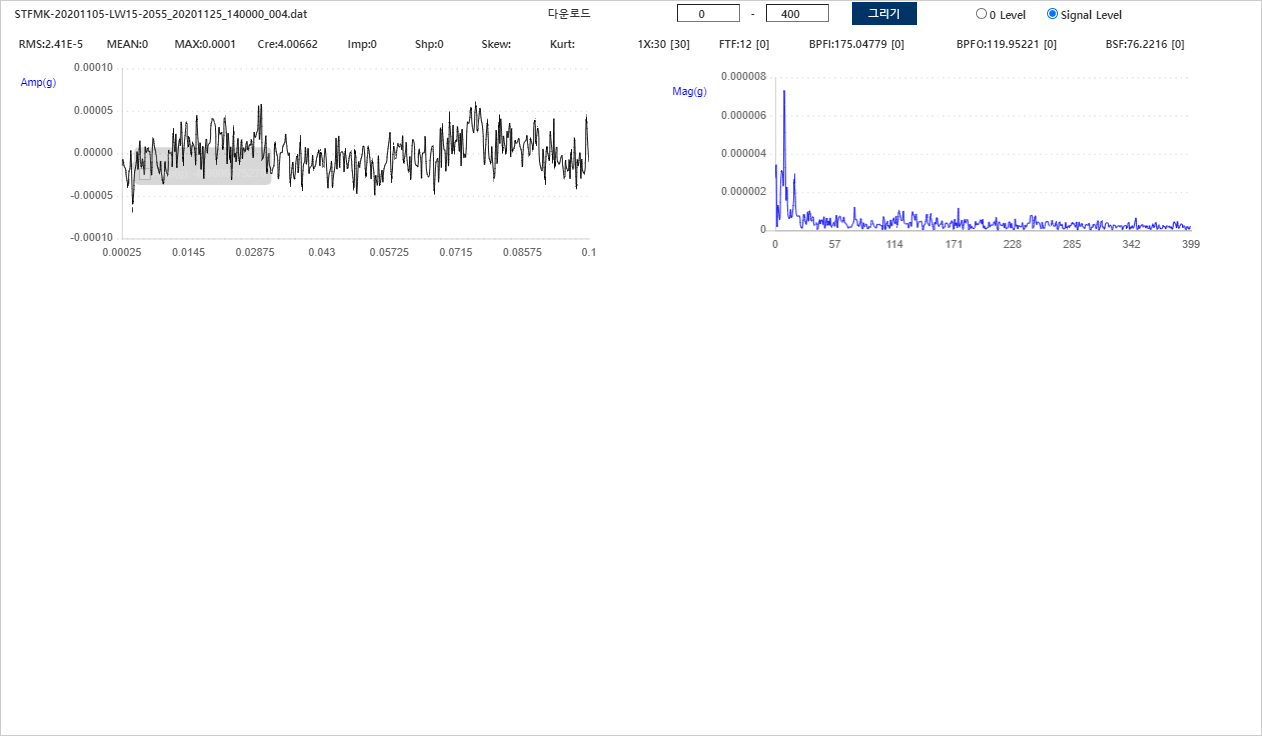 STFMK-20201105-LW15-2055_20201125_140000_004.dat 다운로드 0 - 400 그리기 0 Level Signal Level
RMS:2.41E-5 MEAN:0 MAX:0.0001 Cre:4.00662 Imp:0 Shp:0 Skew: Kurt: 1X:30 [30] FTF:12 [0] BPFI:175.04779 [0] BPFO:119.95221 [0] BSF:76.2216 [0]
Amp(g)
0.00010
0.00005
0.00000
-0.00005
-0.00010
0.00025 0.0145 0.02875 0.043 0.05725 0.0715 0.08575 0.1
Mag(g)
0.000008
0.000006
0.000004
0.000002
0
0 57 114 171 228 285 342 399